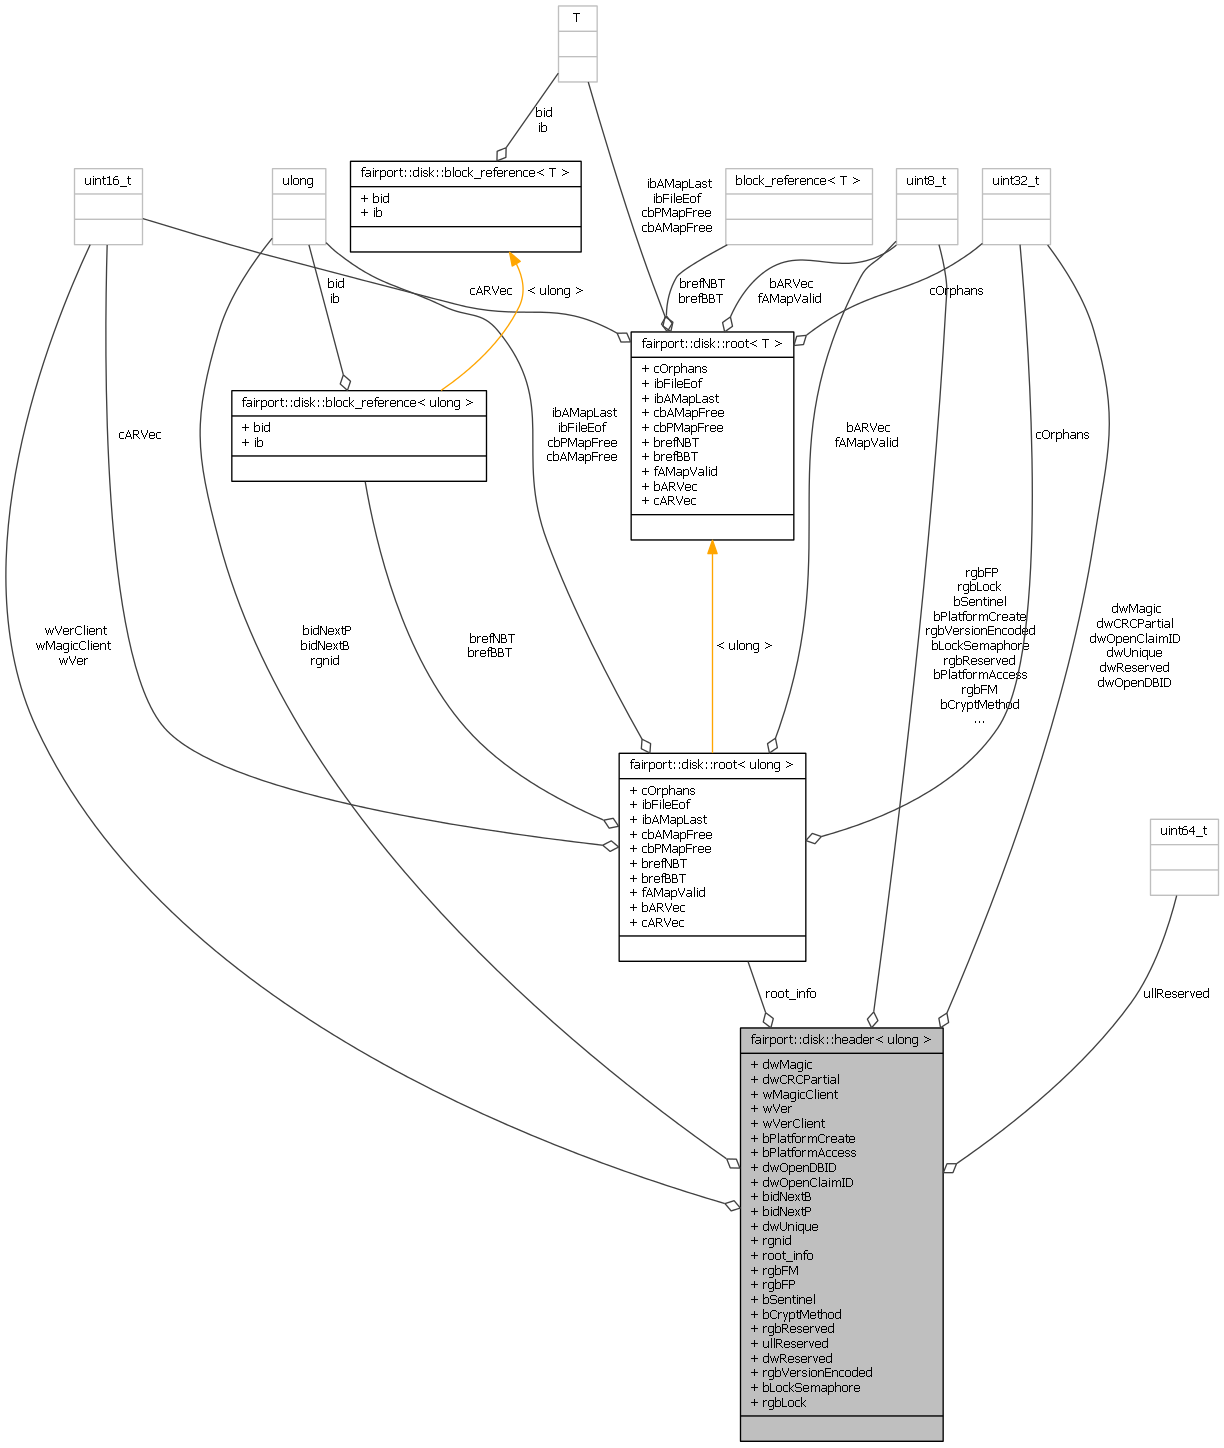 T
bid
ib
uint16_t
ulong
fairport::disk::block_reference< T >
+ bid
+ ib
ibAMapLast
ibFileEof
cbPMapFree
cbAMapFree
block_reference< T >
uint8_t
uint32_t
bid
ib
cARVec
< ulong >
brefNBT
brefBBT
bARVec
fAMapValid
cOrphans
fairport::disk::root< T >
+ cOrphans
+ ibFileEof
+ ibAMapLast
+ cbAMapFree
+ cbPMapFree
+ brefNBT
+ brefBBT
+ fAMapValid
+ bARVec
+ cARVec
fairport::disk::block_reference< ulong >
+ bid
+ ib
cARVec
ibAMapLast
ibFileEof
cbPMapFree
cbAMapFree
bARVec
fAMapValid
cOrphans
wVerClient
wMagicClient
wVer
bidNextP
bidNextB
rgnid
brefNBT
brefBBT
< ulong >
rgbFP
rgbLock
bSentinel
bPlatformCreate
rgbVersionEncoded
bLockSemaphore
rgbReserved
bPlatformAccess
rgbFM
bCryptMethod
...
dwMagic
dwCRCPartial
dwOpenClaimID
dwUnique
dwReserved
dwOpenDBID
fairport::disk::root< ulong >
+ cOrphans
+ ibFileEof
+ ibAMapLast
+ cbAMapFree
+ cbPMapFree
+ brefNBT
+ brefBBT
+ fAMapValid
+ bARVec
+ cARVec
uint64_t
root_info
ullReserved
fairport::disk::header< ulong >
+ dwMagic
+ dwCRCPartial
+ wMagicClient
+ wVer
+ wVerClient
+ bPlatformCreate
+ bPlatformAccess
+ dwOpenDBID
+ dwOpenClaimID
+ bidNextB
+ bidNextP
+ dwUnique
+ rgnid
+ root_info
+ rgbFM
+ rgbFP
+ bSentinel
+ bCryptMethod
+ rgbReserved
+ ullReserved
+ dwReserved
+ rgbVersionEncoded
+ bLockSemaphore
+ rgbLock